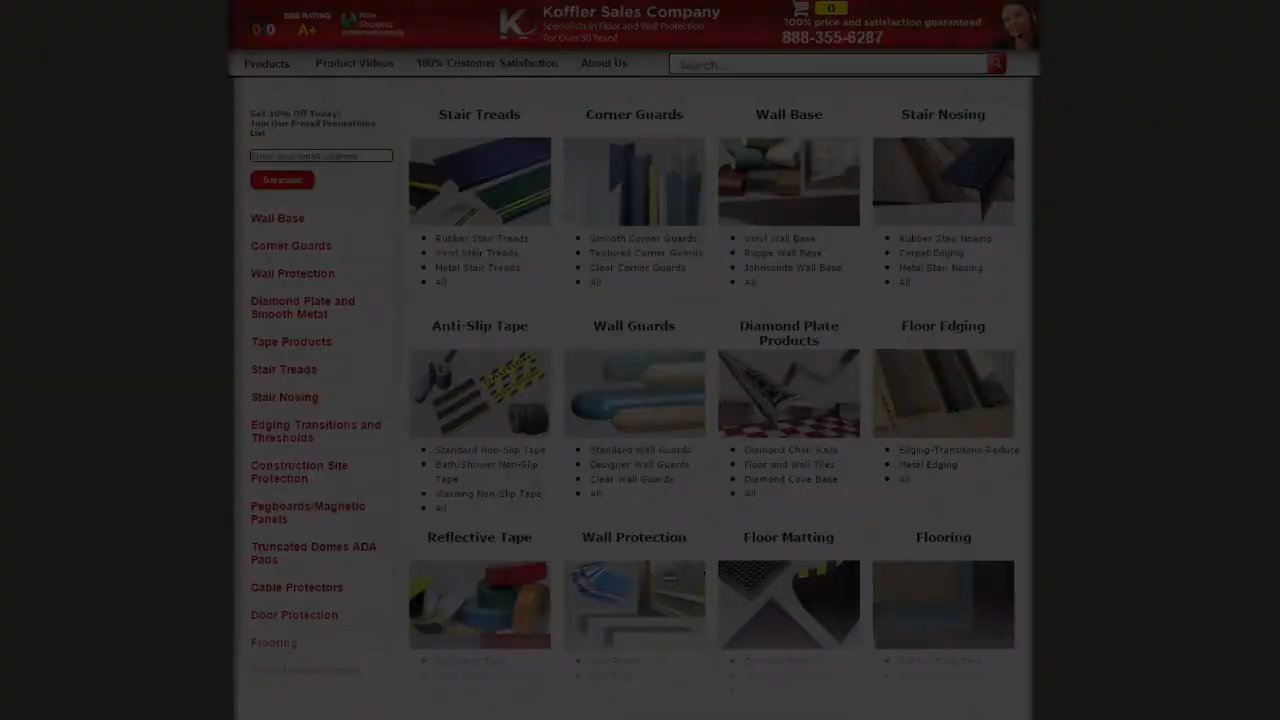 BBB RATING
A+
Now
Shipping
Internationally
Koffler Sales Company
Specialists in Floor and Wall Protection
For Over 50 Years!
0
100% price and satisfaction guaranteed
888-355-6287
Products
Product Videos
100% Customer Satisfaction
About Us
Search...
Get 10% Off Today!
Join Our E-mail Promotions
List
Enter your email address
Subscribe
Wall Base
Corner Guards
Wall Protection
Diamond Plate and
Smooth Metal
Tape Products
Stair Treads
Stair Nosing
Edging Transitions and
Thresholds
Construction Site
Protection
Pegboards/Magnetic
Panels
Truncated Domes ADA
Pads
Cable Protectors
Door Protection
Flooring
Stair Treads
Rubber Stair Treads
Vinyl Stair Treads
Metal Stair Treads
All
Corner Guards
Smooth Corner Guards
Textured Corner Guards
Clear Corner Guards
All
Wall Base
Vinyl Wall Base
Roppe Wall Base
Johnsonite Wall Base
All
Stair Nosing
Rubber Stair Nosing
Carpet Edging
Metal Stair Nosing
All
Anti-Slip Tape
Standard Non-Slip Tape
Bath/Shower Non-Slip
Tape
Warning Non-Slip Tape
All
Wall Guards
Standard Wall Guards
Designer Wall Guards
Clear Wall Guards
All
Diamond Plate
Products
Diamond Chair Rails
Floor and Wall Tiles
Diamond Cove Base
All
Floor Edging
Edging-Transitions-Reduce
Metal Edging
All
Reflective Tape
Wall Protection
Floor Matting
Flooring